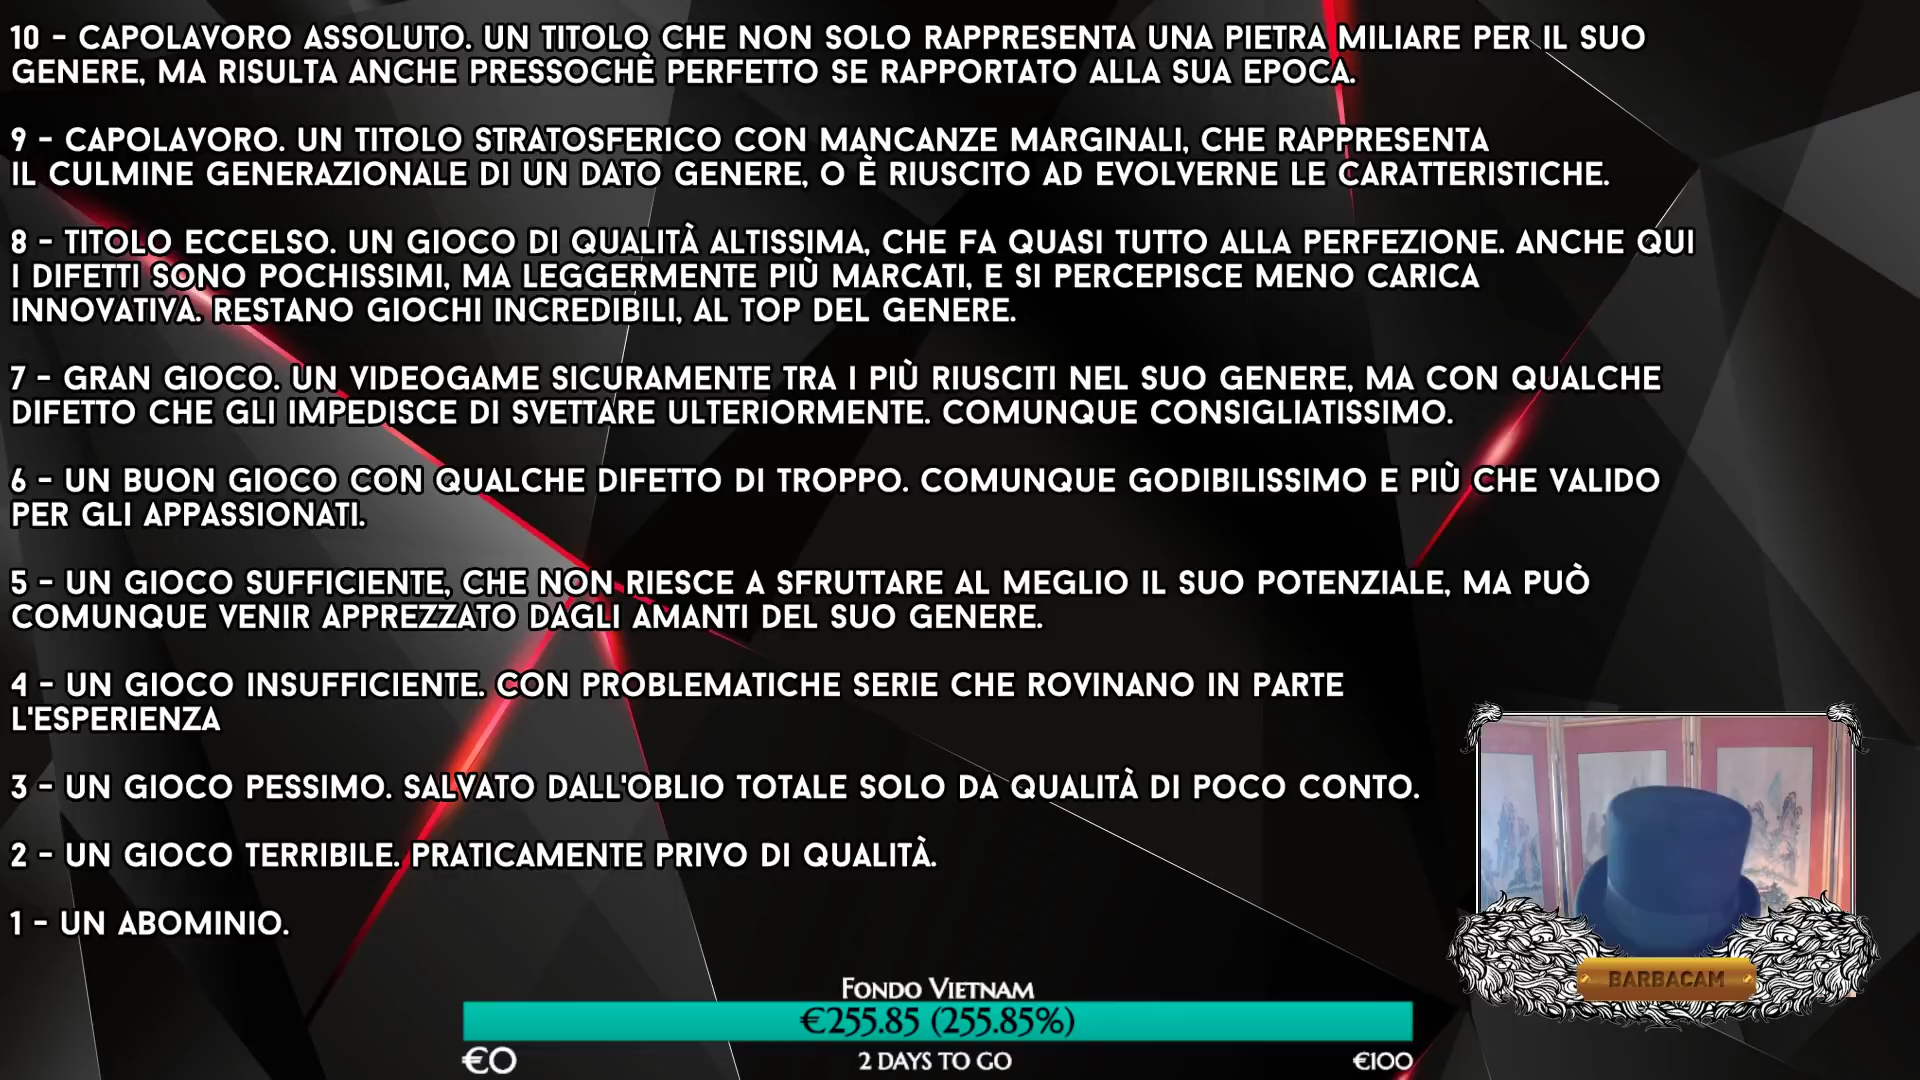 10 - CAPOLAVORO ASSOLUTO. UN TITOLO CHE NON SOLO RAPPRESENTA UNA PIETRA MILIARE PER IL SUO
GENERE, MA RISULTA ANCHE PRESSOCHÈ PERFETTO SE RAPPORTATO ALLA SUA EPOCA.
9 - CAPOLAVORO. UN TITOLO STRATOSFERICO CON MANCANZE MARGINALI, CHE RAPPRESENTA
IL CULMINE GENERAZIONALE DI UN DATO GENERE, O È RIUSCITO AD EVOLVERNE LE CARATTERISTICHE.
8 - TITOLO ECCELSO. UN GIOCO DI QUALITÀ ALTISSIMA, CHE FA QUASI TUTTO ALLA PERFEZIONE. ANCHE QUI
I DIFETTI SONO POCHISSIMI, MA LEGGERMENTE PIÙ MARCATI, E SI PERCEPISCE MENO CARICA
INNOVATIVA. RESTANO GIOCHI INCREDIBILI, AL TOP DEL GENERE.
7 - GRAN GIOCO. UN VIDEOGAME SICURAMENTE TRA I PIÙ RIUSCITI NEL SUO GENERE, MA CON QUALCHE
DIFETTO CHE GLI IMPEDISCE DI SVETTARE ULTERIORMENTE. COMUNQUE CONSIGLIATISSIMO.
6 - UN BUON GIOCO CON QUALCHE DIFETTO DI TROPPO. COMUNQUE GODIBILISSIMO E PIÙ CHE VALIDO
PER GLI APPASSIONATI.
5 - UN GIOCO SUFFICIENTE, CHE NON RIESCE A SFRUTTARE AL MEGLIO IL SUO POTENZIALE, MA PUÒ
COMUNQUE VENIR APPREZZATO DAGLI AMANTI DEL SUO GENERE.
4 - UN GIOCO INSUFFICIENTE. CON PROBLEMATICHE SERIE CHE ROVINANO IN PARTE
L'ESPERIENZA
3 - UN GIOCO PESSIMO. SALVATO DALL'OBLIO TOTALE SOLO DA QUALITÀ DI POCO CONTO.
2 - UN GIOCO TERRIBILE. PRATICAMENTE PRIVO DI QUALITÀ.
1 - UN ABOMINIO.
BARBACAM
FONDO VIETNAM
€255.85 (255.85%)
€0
2 DAYS TO GO
€100